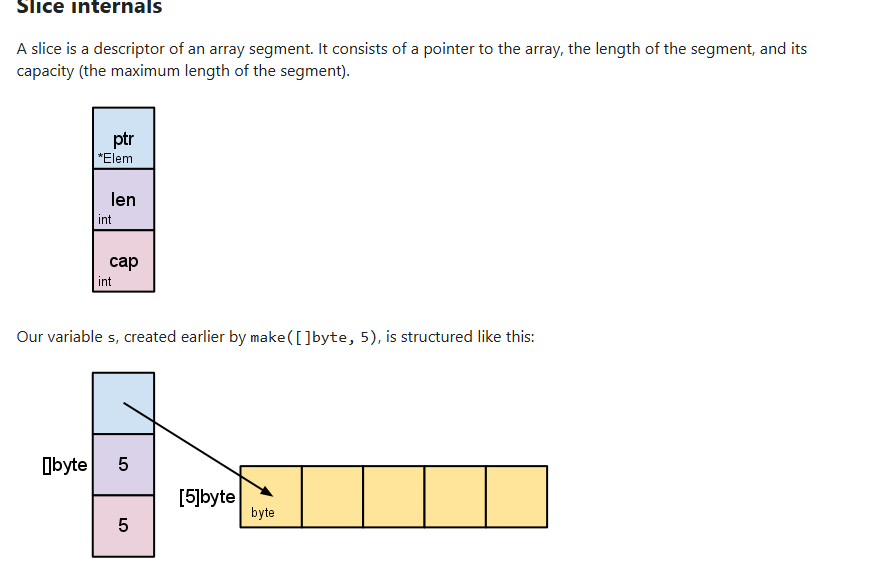 Slice internals
A slice is a descriptor of an array segment. It consists of a pointer to the array, the length of the segment, and its
capacity (the maximum length of the segment).
ptr
*Elem
len
int
cap
int
Our variable s, created earlier by make([]byte, 5), is structured like this:
[]byte
5
[5]byte
byte
5